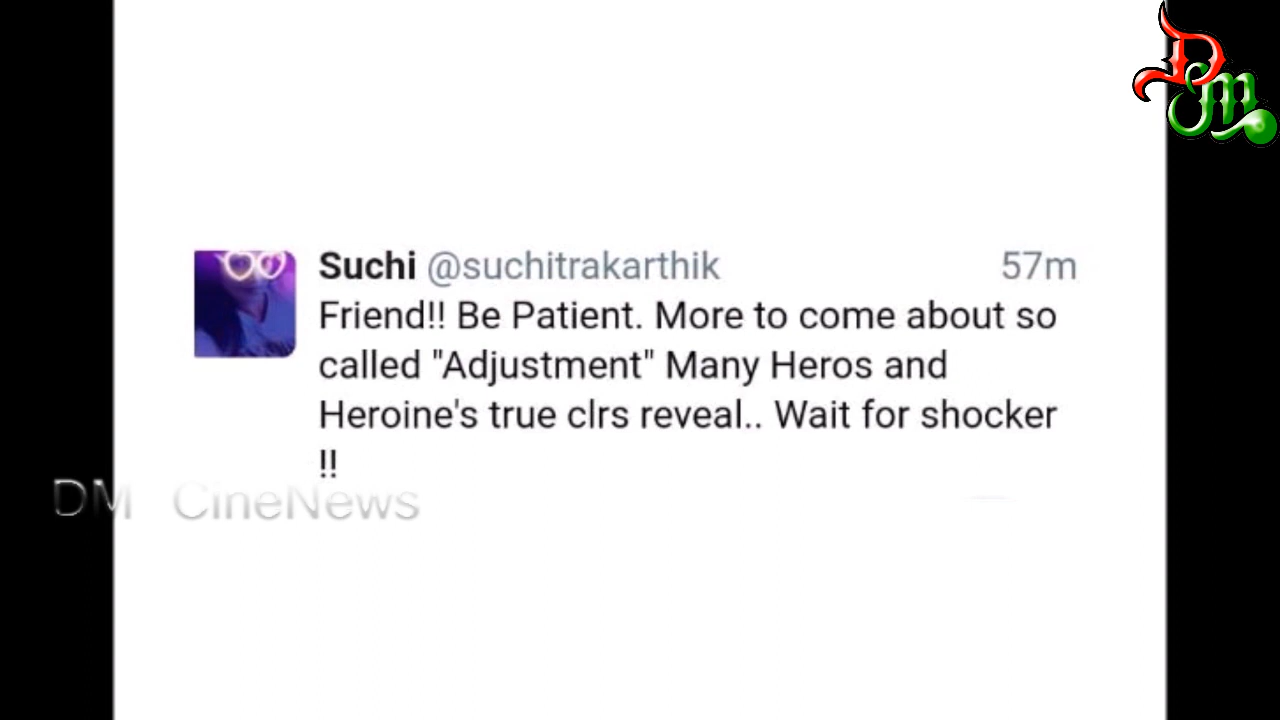 DM
Suchi @suchitrakarthik 57m
Friend!! Be Patient. More to come about so
called "Adjustment" Many Heros and
Heroine's true clrs reveal.. Wait for shocker
!!
DM CineNews